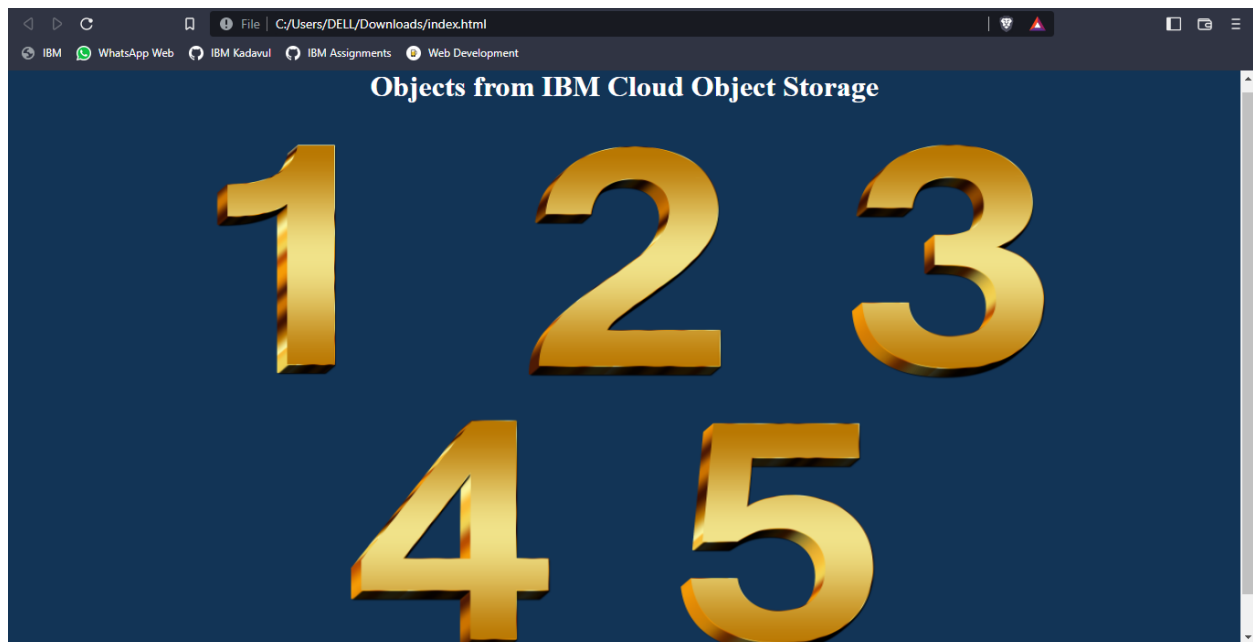 File | C:/Users/DELL/Downloads/index.html
IBM WhatsApp Web IBM Kadavul IBM Assignments Web Development
Objects from IBM Cloud Object Storage
1 2 3
4 5